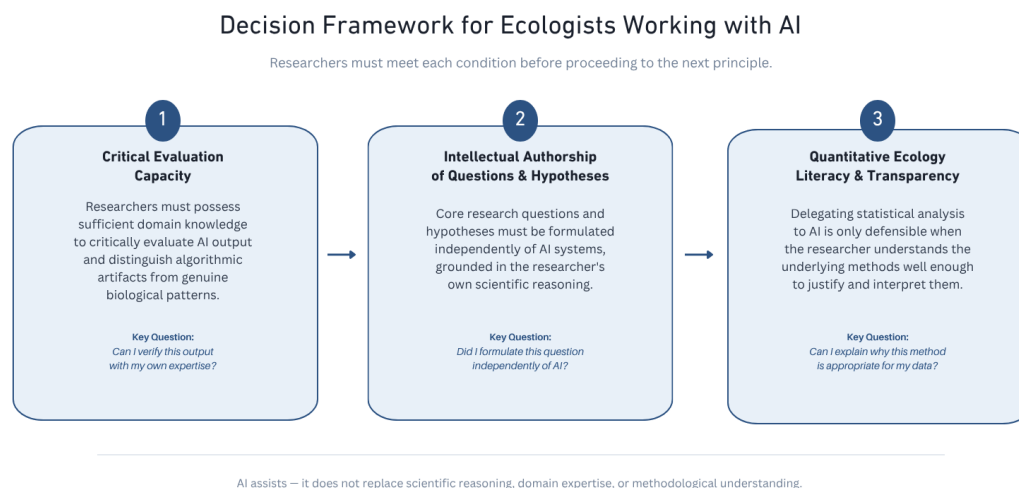 Decision Framework for Ecologists Working with AI
Researchers must meet each condition before proceeding to the next principle.
1
Critical Evaluation
Capacity
Researchers must possess
sufficient domain knowledge
to critically evaluate AI output
and distinguish algorithmic
artifacts from genuine
biological patterns.
Key Question:
Can I verify this output
with my own expertise?
2
Intellectual Authorship
of Questions & Hypotheses
Core research questions and
hypotheses must be formulated
independently of AI systems,
grounded in the researcher's
own scientific reasoning.
Key Question:
Did I formulate this question
independently of AI?
3
Quantitative Ecology
Literacy & Transparency
Delegating statistical analysis
to AI is only defensible when
the researcher understands the
underlying methods well enough
to justify and interpret them.
Key Question:
Can I explain why this method
is appropriate for my data?
AI assists — it does not replace scientific reasoning, domain expertise, or methodological understanding.